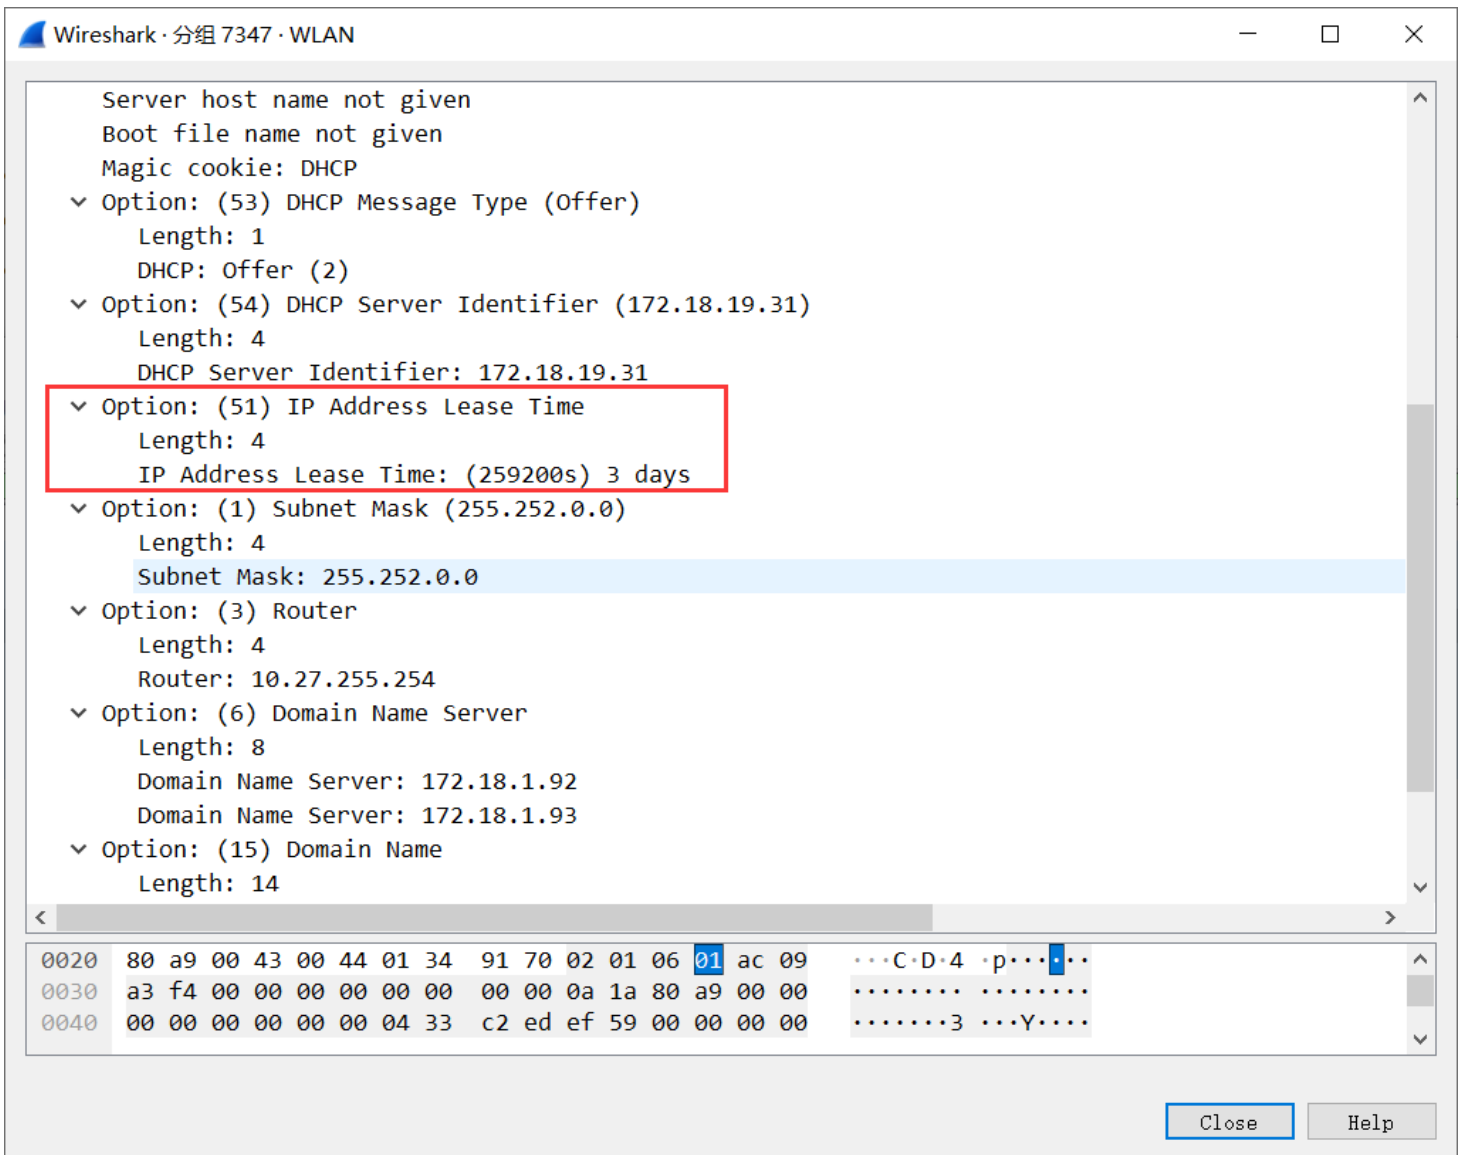 Wireshark · 分组 7347 · WLAN
Server host name not given
Boot file name not given
Magic cookie: DHCP
Option: (53) DHCP Message Type (Offer)
Length: 1
DHCP: Offer (2)
Option: (54) DHCP Server Identifier (172.18.19.31)
Length: 4
DHCP Server Identifier: 172.18.19.31
Option: (51) IP Address Lease Time
Length: 4
IP Address Lease Time: (259200s) 3 days
Option: (1) Subnet Mask (255.252.0.0)
Length: 4
Subnet Mask: 255.252.0.0
Option: (3) Router
Length: 4
Router: 10.27.255.254
Option: (6) Domain Name Server
Length: 8
Domain Name Server: 172.18.1.92
Domain Name Server: 172.18.1.93
Option: (15) Domain Name
Length: 14
0020 80 a9 00 43 00 44 01 34 91 70 02 01 06 01 ac 09 ···C·D·4 ·p······
0030 a3 f4 00 00 00 00 00 00 00 00 0a 1a 80 a9 00 00 ········ ········
0040 00 00 00 00 00 00 04 33 c2 ed ef 59 00 00 00 00 ·······3 ···Y····
Close Help